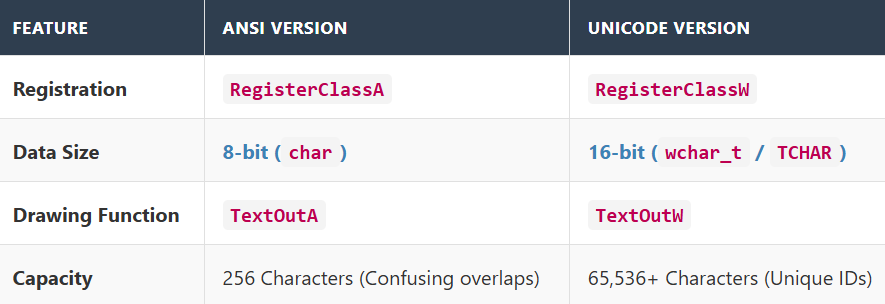 FEATURE ANSI VERSION UNICODE VERSION
Registration RegisterClassA RegisterClassW
Data Size 8-bit ( char ) 16-bit ( wchar_t / TCHAR )
Drawing Function TextOutA TextOutW
Capacity 256 Characters (Confusing overlaps) 65,536+ Characters (Unique IDs)